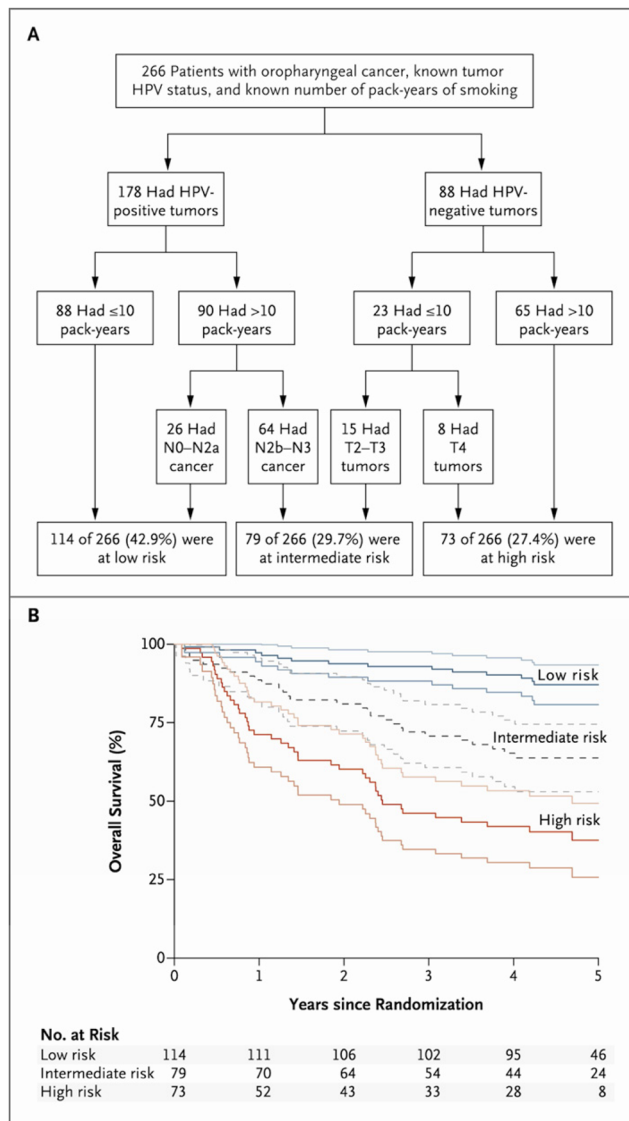 A
266 Patients with oropharyngeal cancer, known tumor
HPV status, and known number of pack-years of smoking
178 Had HPV-
positive tumors
88 Had HPV-
negative tumors
88 Had ≤10
pack-years
90 Had >10
pack-years
23 Had ≤10
pack-years
65 Had >10
pack-years
26 Had
N0–N2a
cancer
64 Had
N2b–N3
cancer
15 Had
T2–T3
tumors
8 Had
T4
tumors
114 of 266 (42.9%) were
at low risk
79 of 266 (29.7%) were
at intermediate risk
73 of 266 (27.4%) were
at high risk
B
Overall Survival (%)
100
75
50
25
0
Low risk
Intermediate risk
High risk
0 1 2 3 4 5
Years since Randomization
No. at Risk
Low risk 114 111 106 102 95 46
Intermediate risk 79 70 64 54 44 24
High risk 73 52 43 33 28 8